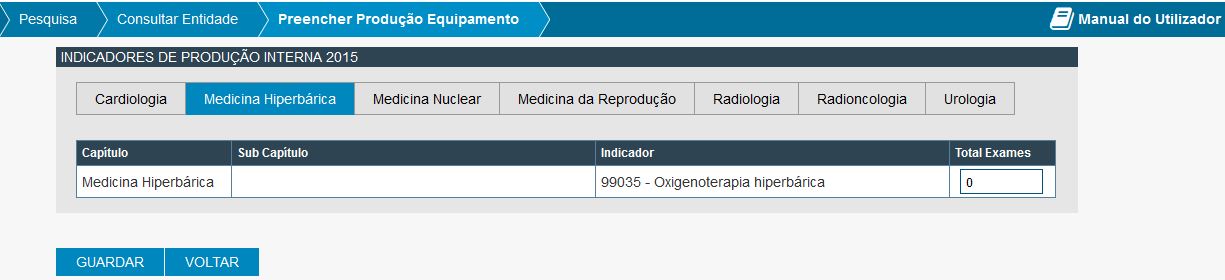 Pesquisa Consultar Entidade Preencher Produção Equipamento Manual do Utilizador
INDICADORES DE PRODUÇÃO INTERNA 2015
Cardiologia Medicina Hiperbárica Medicina Nuclear Medicina da Reprodução Radiologia Radioncologia Urologia
Capítulo Sub Capítulo Indicador Total Exames
Medicina Hiperbárica 99035 - Oxigenoterapia hiperbárica 0
GUARDAR VOLTAR